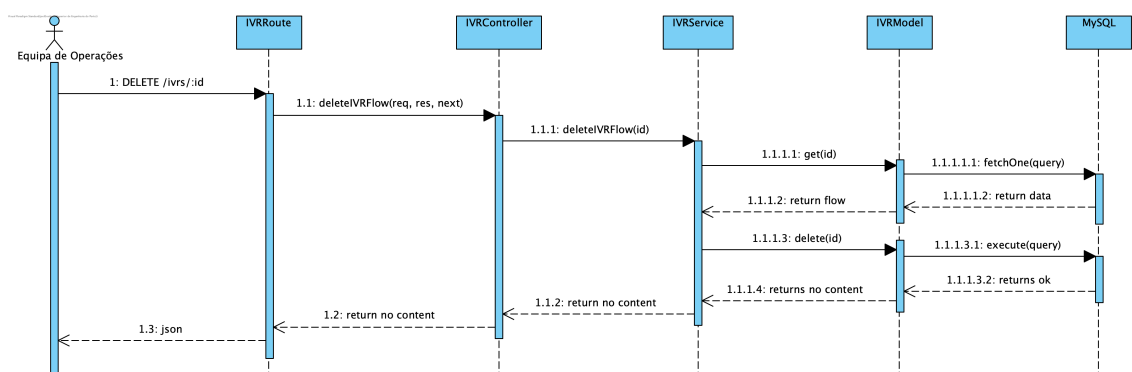 IVRRoute
IVRController
IVRService
IVRModel
MySQL
Equipa de Operações
1: DELETE /ivrs/:id
1.1: deleteIVRFlow(req, res, next)
1.1.1: deleteIVRFlow(id)
1.1.1.1: get(id)
1.1.1.1.1: fetchOne(query)
1.1.1.1.2: return data
1.1.1.2: return flow
1.1.1.3: delete(id)
1.1.1.3.1: execute(query)
1.1.1.3.2: returns ok
1.1.1.4: returns no content
1.1.2: return no content
1.2: return no content
1.3: json